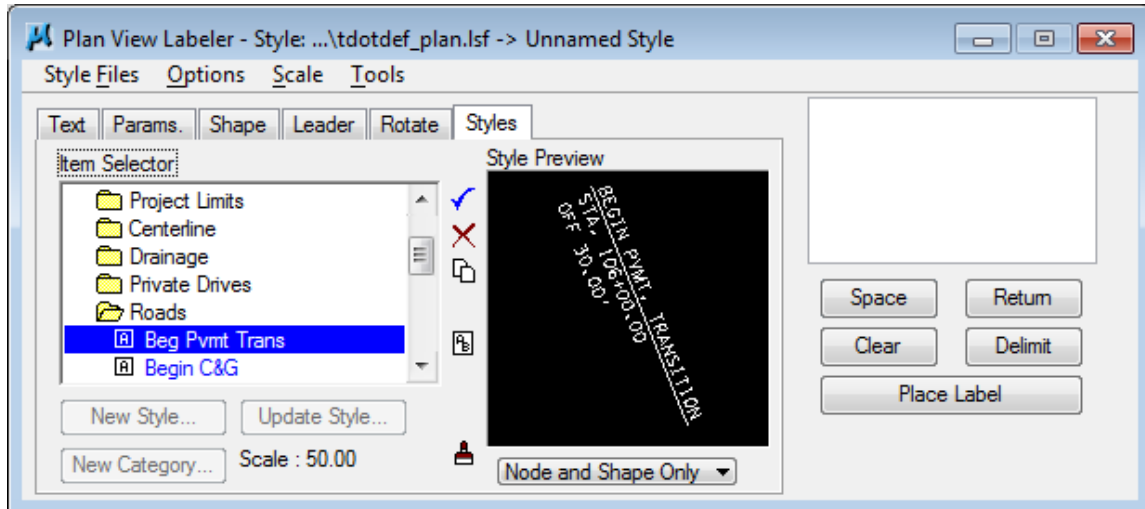 Plan View Labeler - Style: ...\tdotdef_plan.lsf -> Unnamed Style
Style Files Options Scale Tools
Text Params. Shape Leader Rotate Styles
Item Selector
Style Preview
Project Limits
Centerline
Drainage
Private Drives
Roads
A Beg Pvmt Trans
A Begin C&G
BEGIN PVMT. TRANSITION
STA. 106+00.00
OFF 30.00'
New Style... Update Style...
New Category... Scale : 50.00
Node and Shape Only
Space Return
Clear Delimit
Place Label